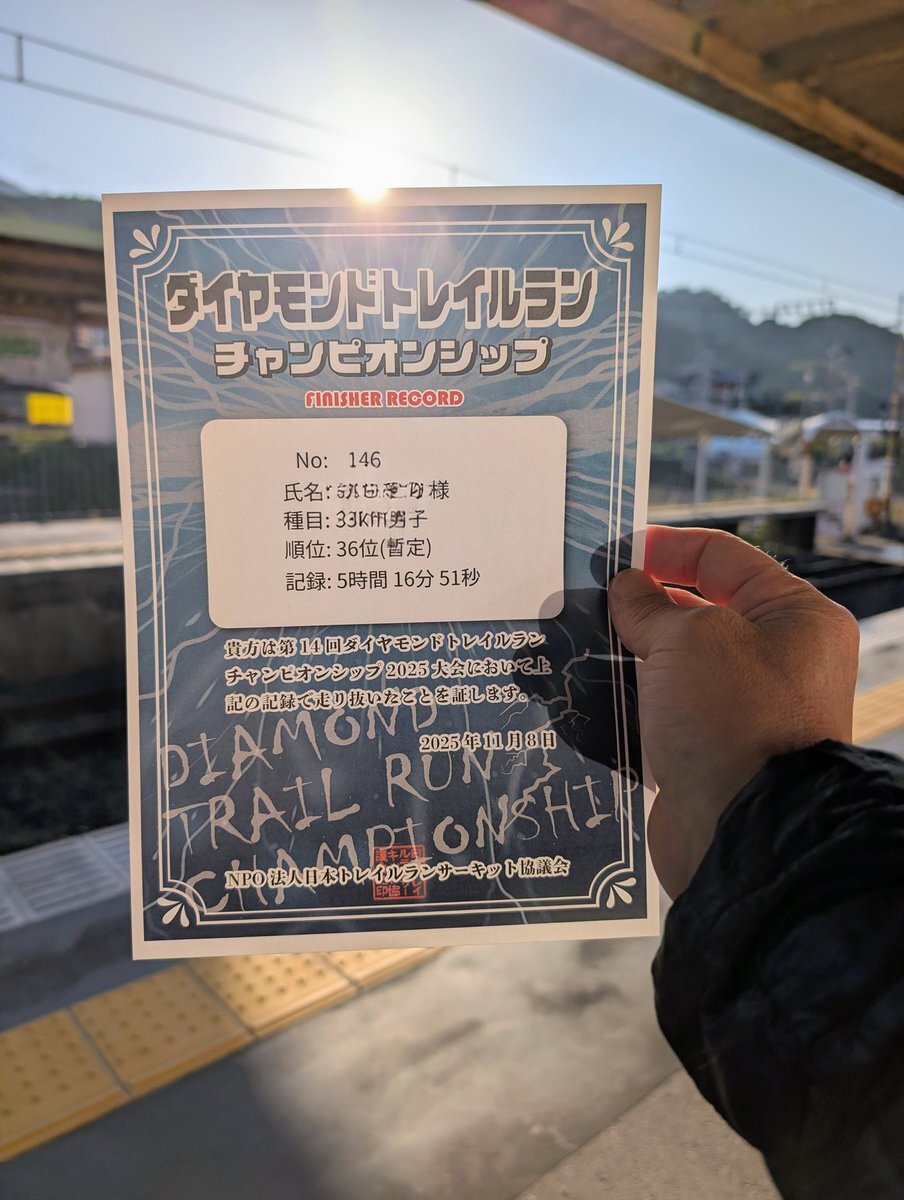 ダイヤモンドトレイルラン
チャンピオンシップ
FINISHER RECORD
No: 146
氏名: 様
種目: 33km男子
順位: 36位(暫定)
記録: 5時間 16分 51秒
貴方は第14回ダイヤモンドトレイルラン
チャンピオンシップ2025大会において上
記の記録で走り抜いたことを証します。
2025年11月8日
DIAMOND
TRAIL RUN
CHAMPIONSHIP
NPO法人日本トレイルランサーキット協議会